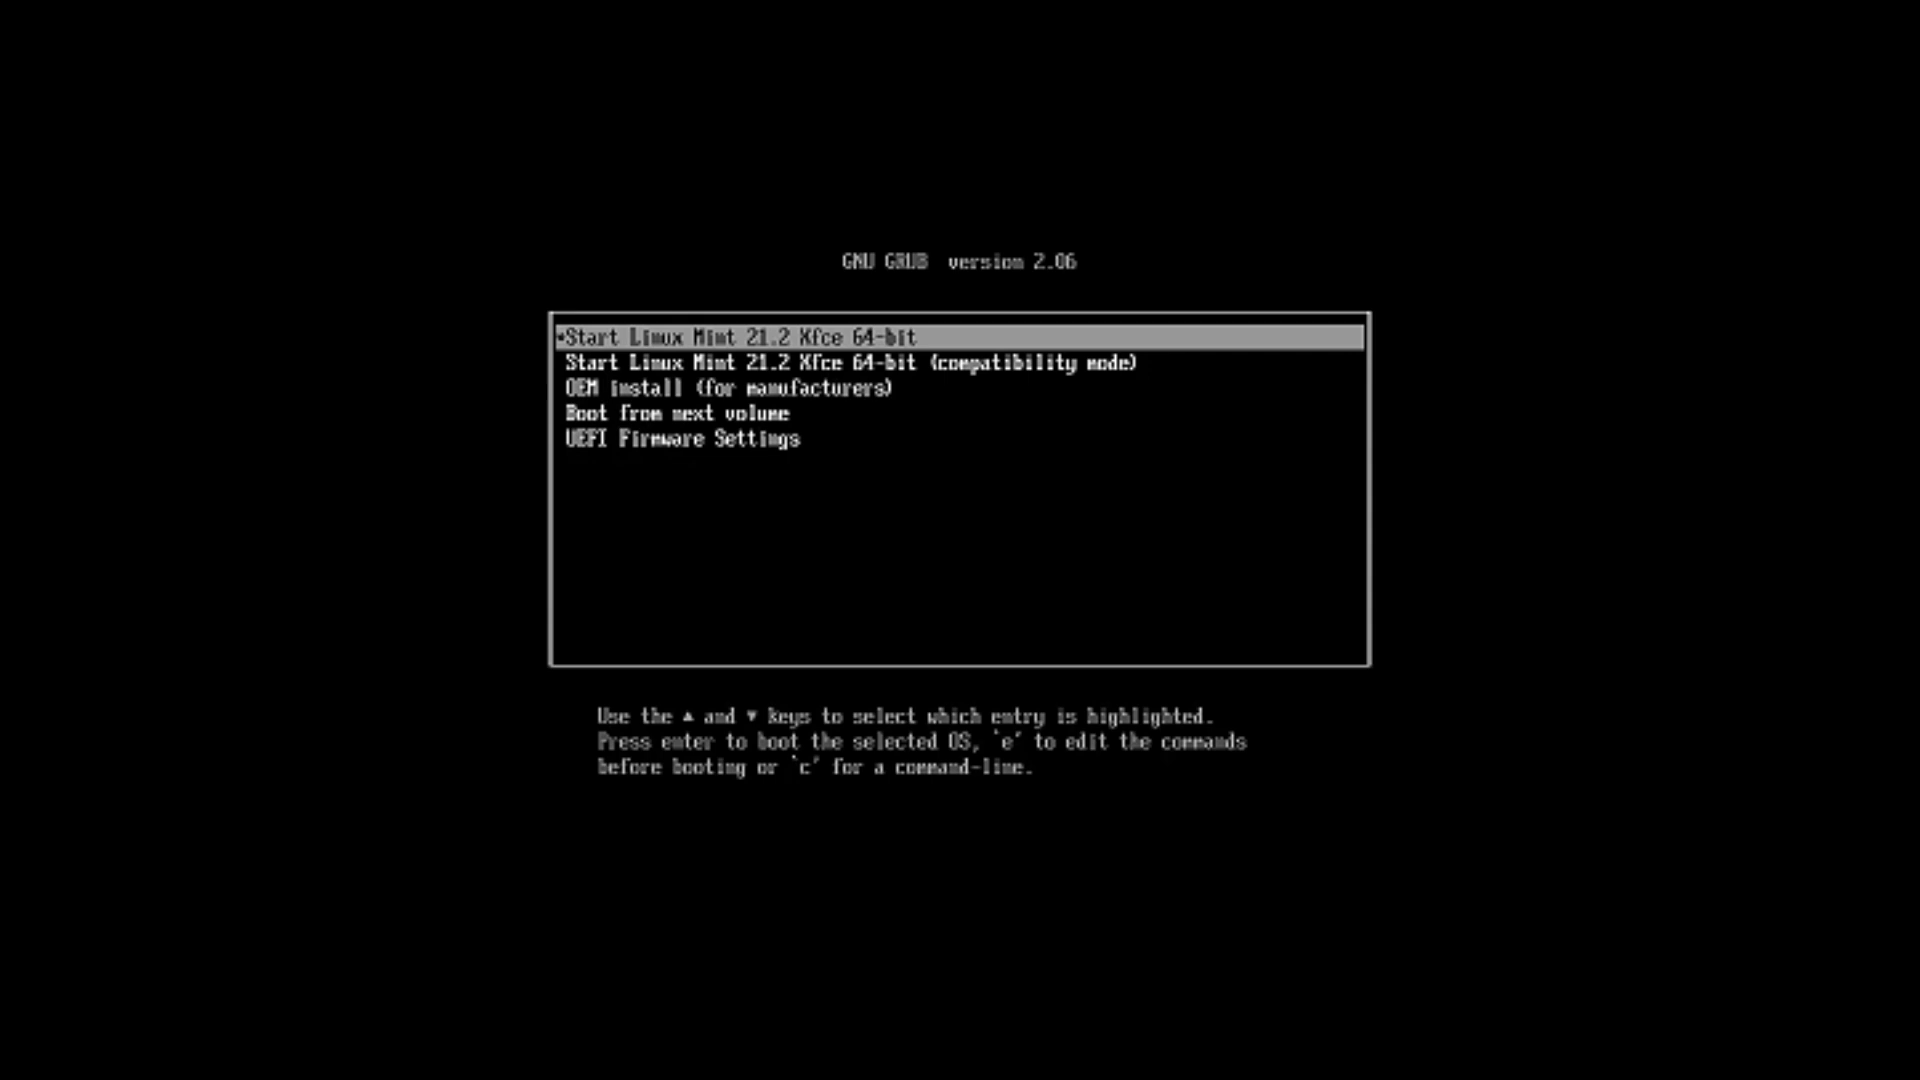 GNU GRUB  version 2.06
*Start Linux Mint 21.2 Xfce 64-bit
Start Linux Mint 21.2 Xfce 64-bit (compatibility mode)
OEM install (for manufacturers)
Boot from next volume
UEFI Firmware Settings
Use the ▲ and ▼ keys to select which entry is highlighted.
Press enter to boot the selected OS, `e' to edit the commands
before booting or `c' for a command-line.